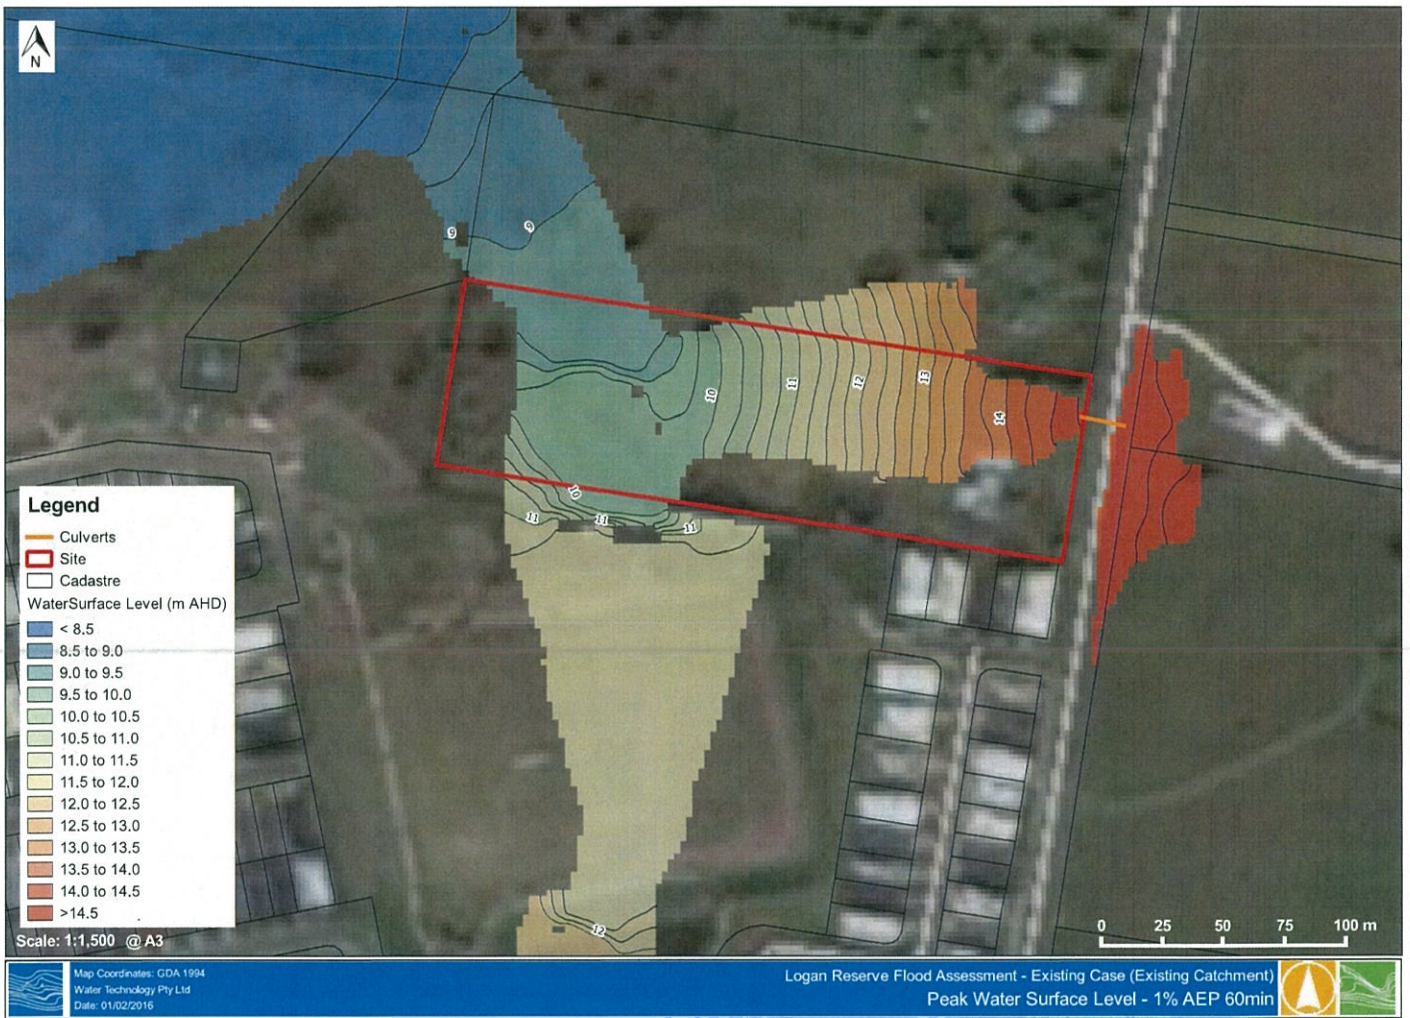 N
9
9
10
11
12
13
14
10
11
11
11
12
Legend
Culverts
Site
Cadastre
WaterSurface Level (m AHD)
< 8.5
8.5 to 9.0
9.0 to 9.5
9.5 to 10.0
10.0 to 10.5
10.5 to 11.0
11.0 to 11.5
11.5 to 12.0
12.0 to 12.5
12.5 to 13.0
13.0 to 13.5
13.5 to 14.0
14.0 to 14.5
>14.5
Scale: 1:1,500 @ A3
0 25 50 75 100 m
Map Coordinates: GDA 1994
Water Technology Pty Ltd
Date: 01/02/2016
Logan Reserve Flood Assessment - Existing Case (Existing Catchment)
Peak Water Surface Level - 1% AEP 60min